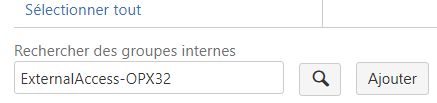 Sélectionner tout
Rechercher des groupes internes
ExternalAccess-OPX32
Ajouter